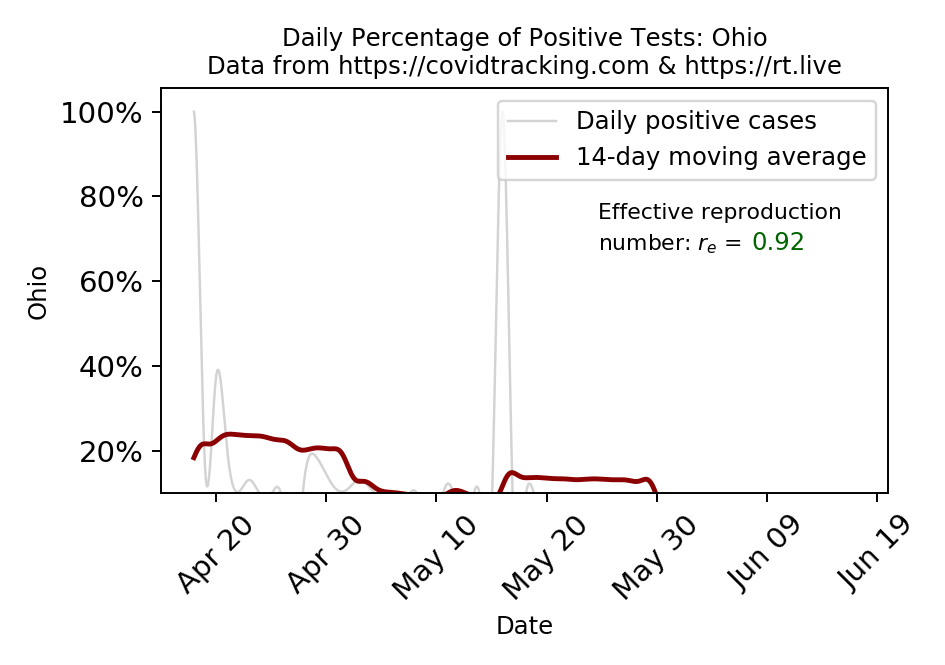 Daily Percentage of Positive Tests: Ohio
Data from https://covidtracking.com & https://rt.live
100%
80%
60%
40%
20%
Ohio
Daily positive cases
14-day moving average
Effective reproduction
number: rₑ = 0.92
Apr 20
Apr 30
May 10
May 20
May 30
Jun 09
Jun 19
Date